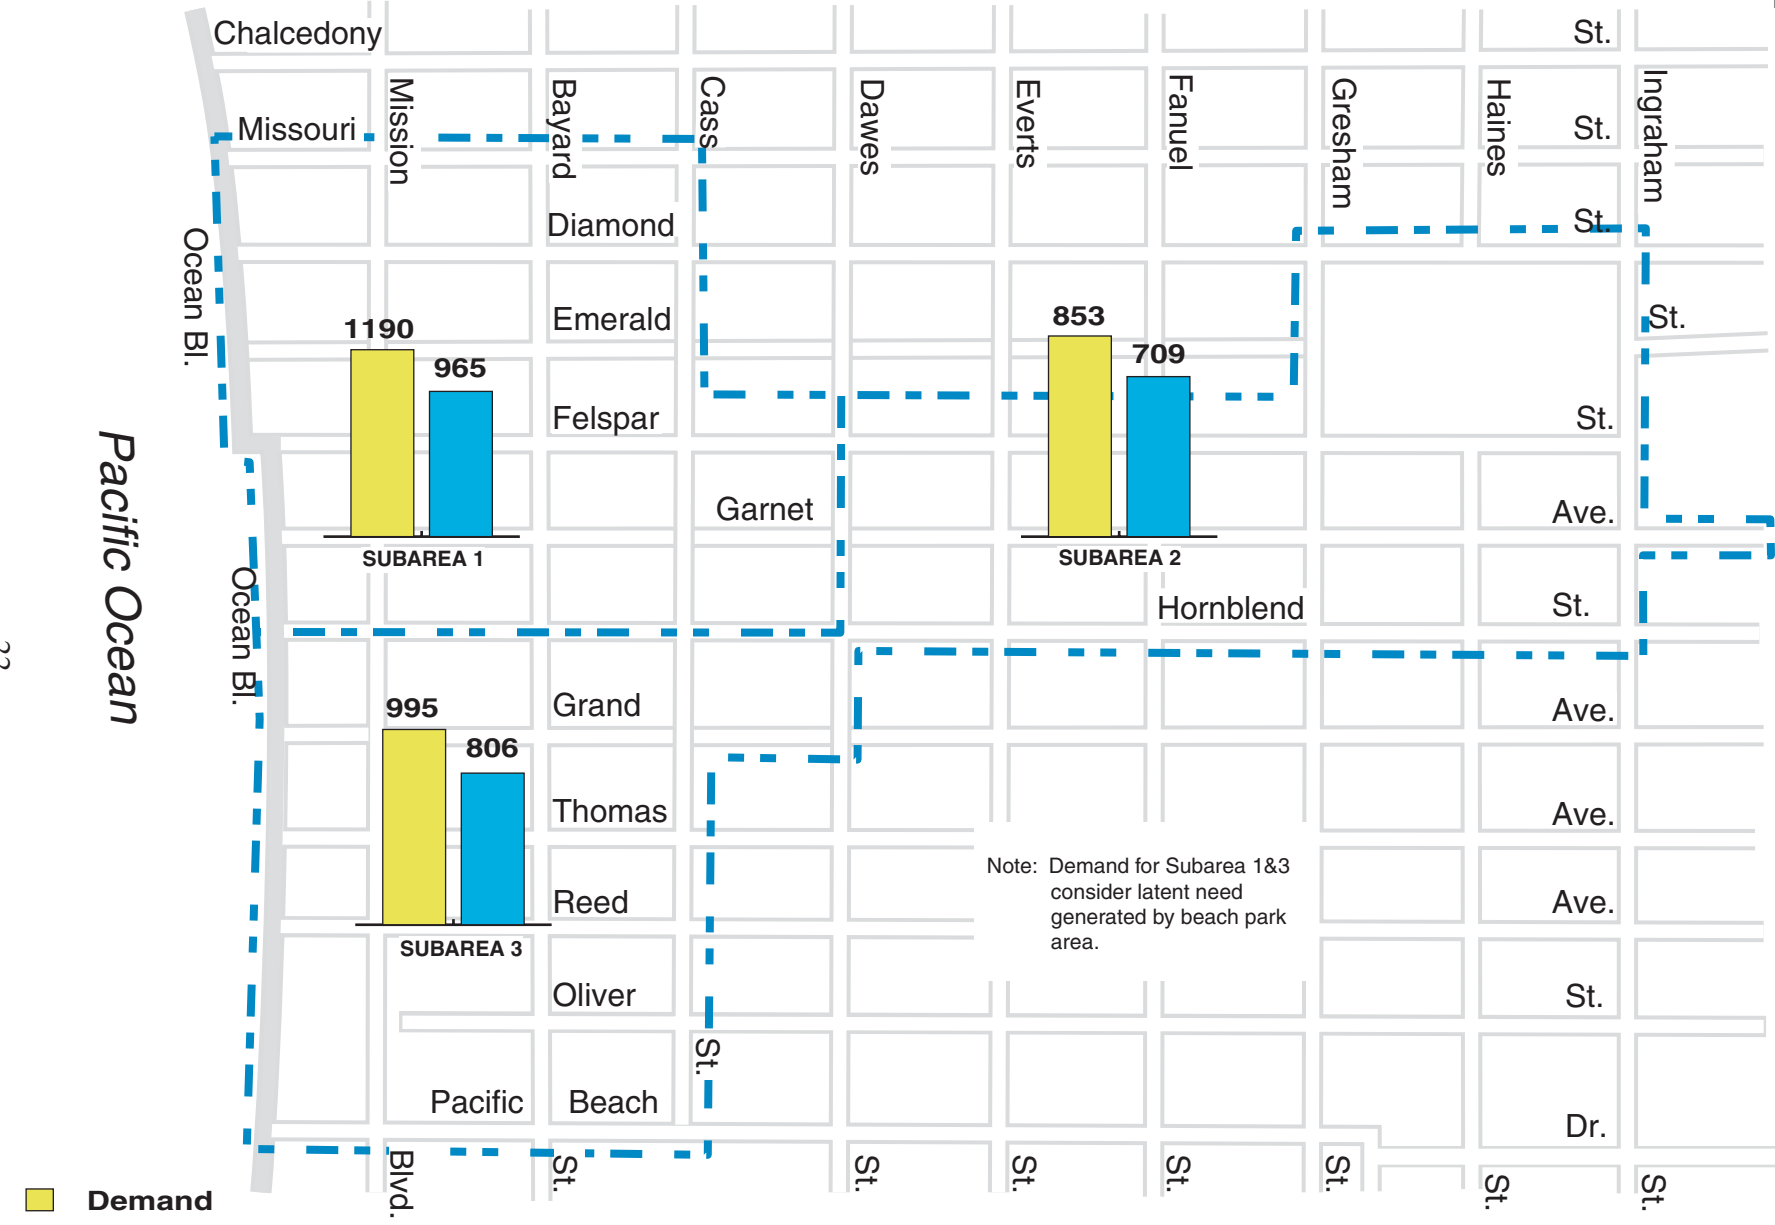 Chalcedony St.
Mission
Bayard
Cass
Dawes
Everts
Fanuel
Gresham
Haines
Ingraham
Missouri St.
Diamond St.
Ocean Bl.
Emerald St.
1190
965
853
709
Felspar St.
Garnet Ave.
SUBAREA 1
SUBAREA 2
Pacific Ocean
Ocean Bl.
Hornblend St.
Grand Ave.
995
806
Thomas Ave.
Note: Demand for Subarea 1&3
consider latent need
generated by beach park
area.
Reed Ave.
SUBAREA 3
Oliver St.
St.
Pacific Beach Dr.
Blvd.
St.
St.
St.
St.
St.
St.
St.
Demand